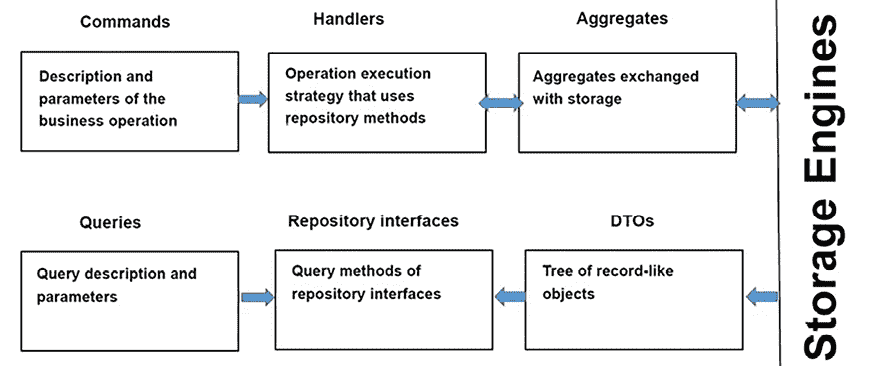 Commands
Handlers
Aggregates
Description and
parameters of the
business operation
Operation execution
strategy that uses
repository methods
Aggregates exchanged
with storage
Queries
Repository interfaces
DTOs
Query description and
parameters
Query methods of
repository interfaces
Tree of record-like
objects
Storage Engines